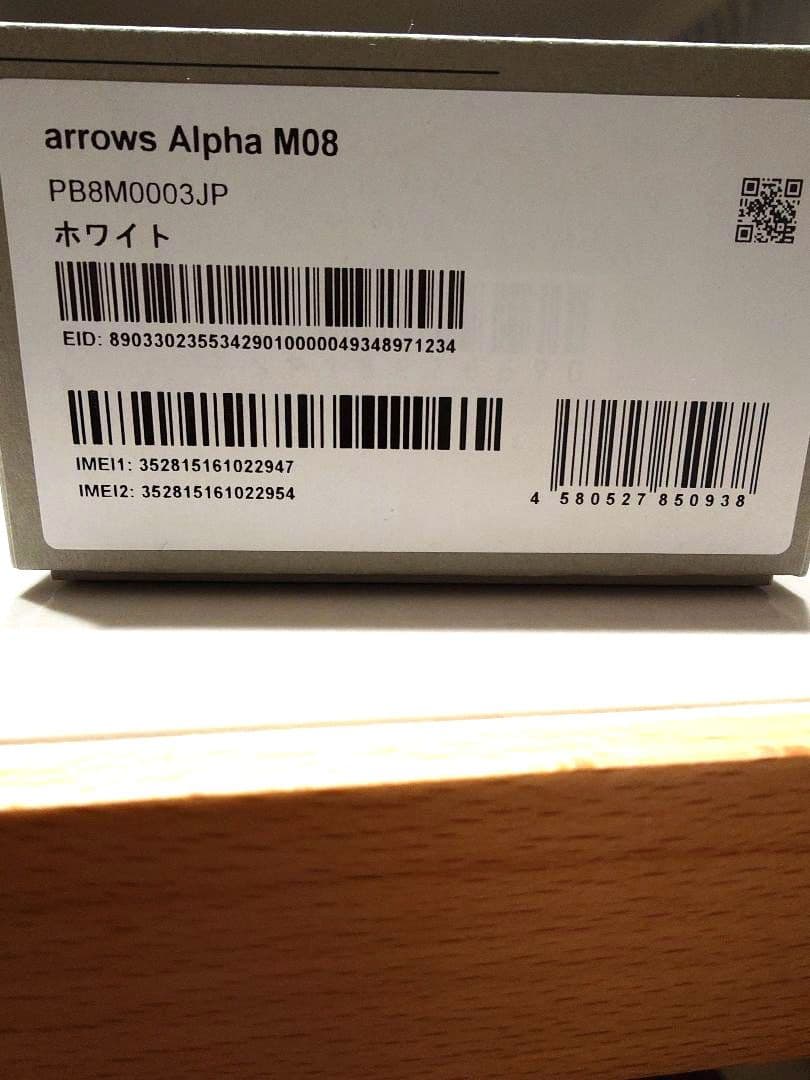 arrows Alpha M08
PB8M0003JP
ホワイト
EID: 89033023553429010000049348971234
IMEI1: 352815161022947
IMEI2: 352815161022954
4 580527 850938